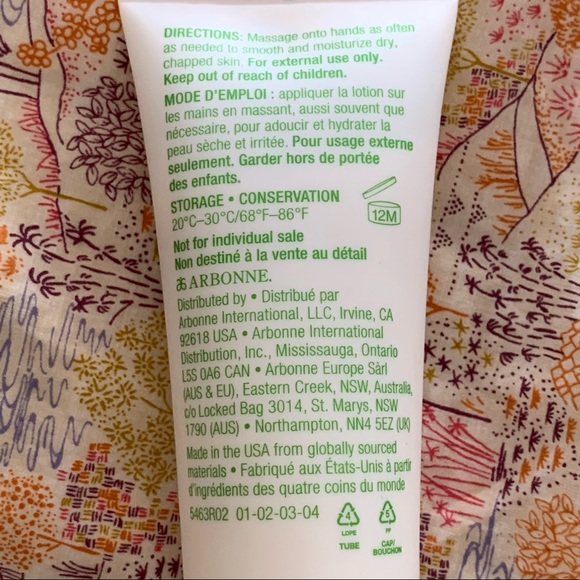 DIRECTIONS: Massage onto hands as often
as needed to smooth and moisturize dry,
chapped skin. For external use only.
Keep out of reach of children.
MODE D'EMPLOI : appliquer la lotion sur
les mains en massant, aussi souvent que
nécessaire, pour adoucir et hydrater la
peau sèche et irritée. Pour usage externe
seulement. Garder hors de portée
des enfants.
STORAGE • CONSERVATION
20°C–30°C/68°F–86°F
12M
Not for individual sale
Non destiné à la vente au détail
ARBONNE.
Distributed by • Distribué par
Arbonne International, LLC, Irvine, CA
92618 USA • Arbonne International
Distribution, Inc., Mississauga, Ontario
L5S 0A6 CAN • Arbonne Europe Sàrl
(AUS & EU), Eastern Creek, NSW, Australia,
c/o Locked Bag 3014, St. Marys, NSW
1790 (AUS) • Northampton, NN4 5EZ (UK)
Made in the USA from globally sourced
materials • Fabriqué aux États-Unis à partir
d'ingrédients des quatre coins du monde
5463R02 01-02-03-04
4 LDPE TUBE
5 PP CAP/BOUCHON